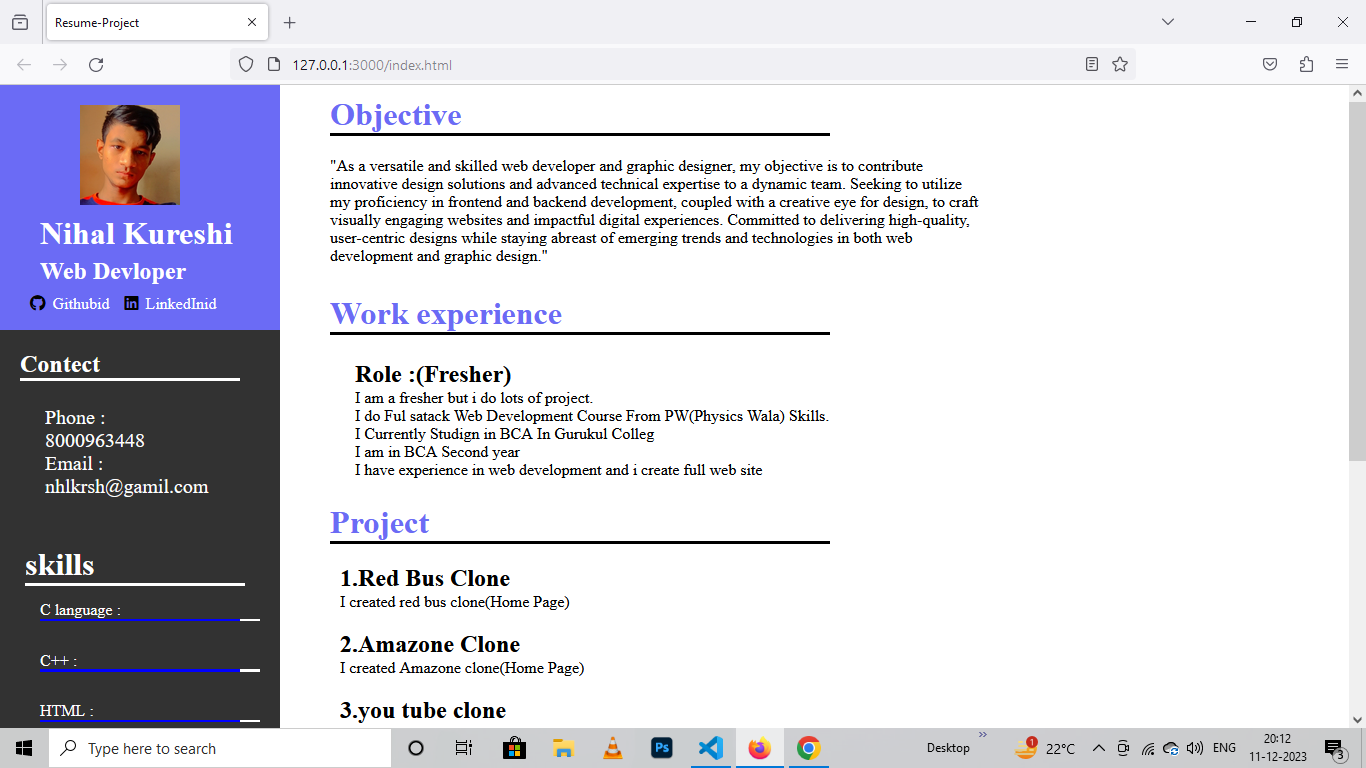 Resume-Project
127.0.0.1:3000/index.html
Nihal Kureshi
Web Devloper
Githubid LinkedInid
Contect
Phone :
8000963448
Email :
nhlkrsh@gamil.com
skills
C language :
C++ :
HTML :
Objective
"As a versatile and skilled web developer and graphic designer, my objective is to contribute
innovative design solutions and advanced technical expertise to a dynamic team. Seeking to utilize
my proficiency in frontend and backend development, coupled with a creative eye for design, to craft
visually engaging websites and impactful digital experiences. Committed to delivering high-quality,
user-centric designs while staying abreast of emerging trends and technologies in both web
development and graphic design."
Work experience
Role :(Fresher)
I am a fresher but i do lots of project.
I do Ful satack Web Development Course From PW(Physics Wala) Skills.
I Currently Studign in BCA In Gurukul Colleg
I am in BCA Second year
I have experience in web development and i create full web site
Project
1.Red Bus Clone
I created red bus clone(Home Page)
2.Amazone Clone
I created Amazone clone(Home Page)
3.you tube clone
Type here to search
Ps
Desktop
1
22°C
ENG
20:12
11-12-2023
3